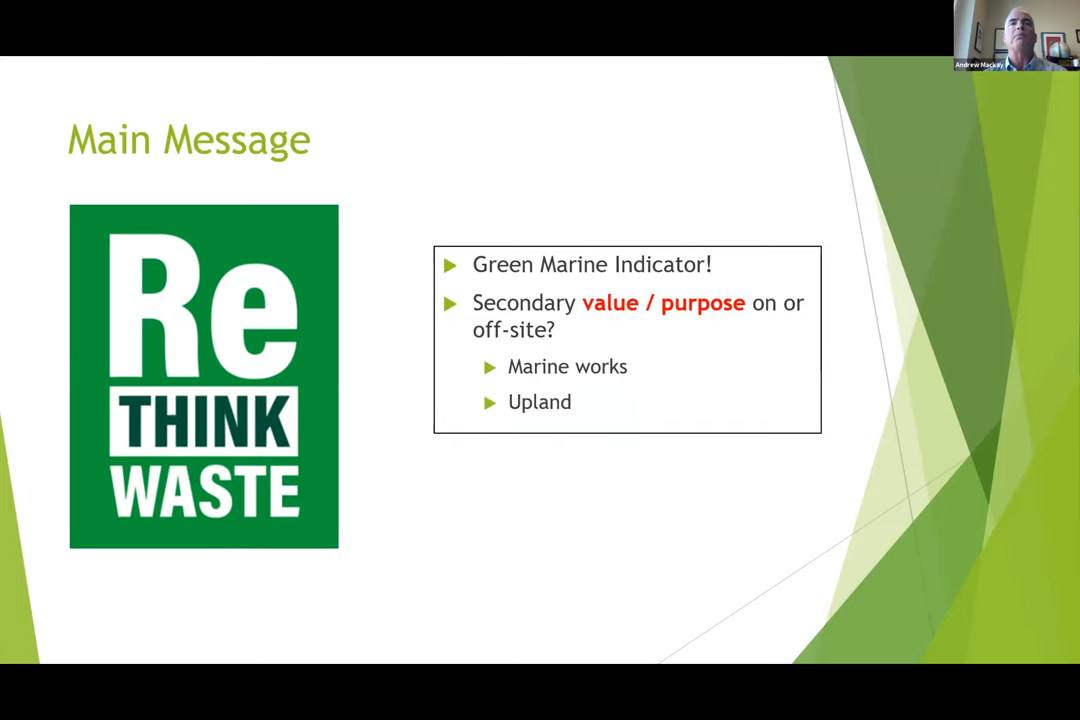 Andrew Mackay
Main Message
Re
THINK
WASTE
Green Marine Indicator!
Secondary value / purpose on or
off-site?
Marine works
Upland